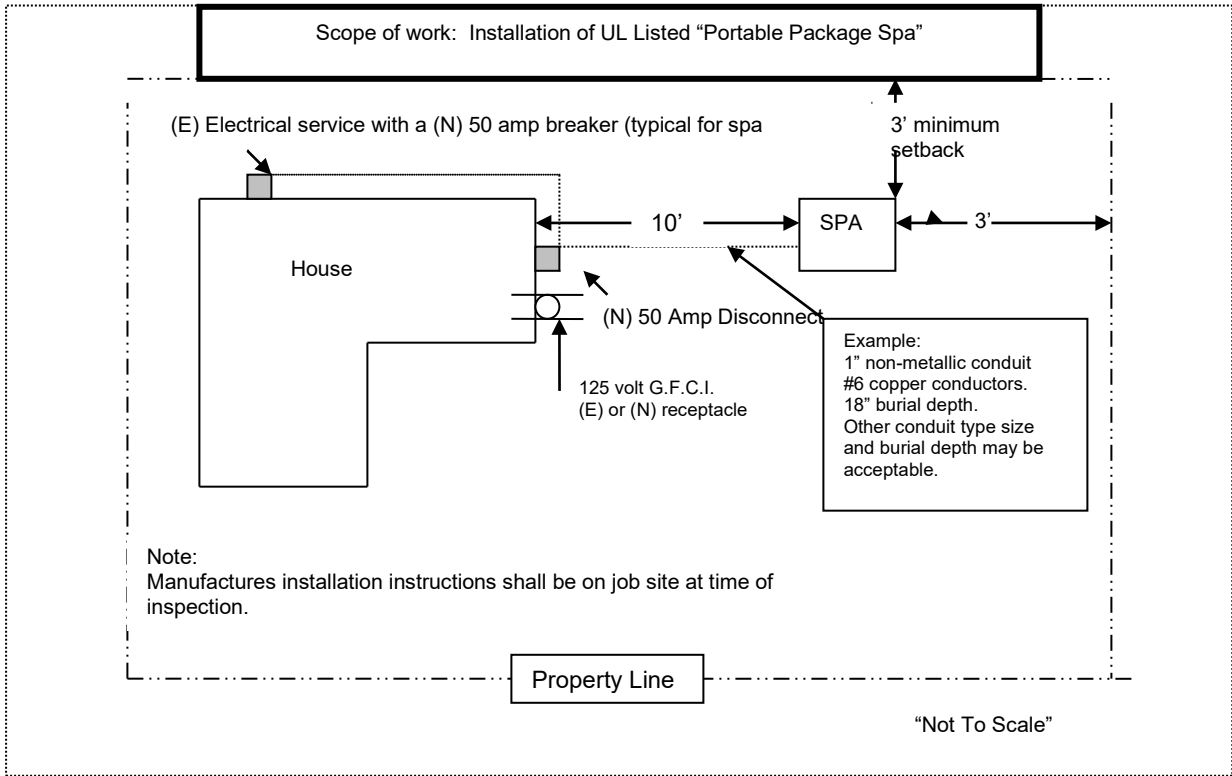 Scope of work: Installation of UL Listed “Portable Package Spa”
(E) Electrical service with a (N) 50 amp breaker (typical for spa
3’ minimum
setback
10’
SPA
3’
House
(N) 50 Amp Disconnect
Example:
1” non-metallic conduit
#6 copper conductors.
18” burial depth.
Other conduit type size
and burial depth may be
acceptable.
125 volt G.F.C.I.
(E) or (N) receptacle
Note:
Manufactures installation instructions shall be on job site at time of
inspection.
Property Line
“Not To Scale”